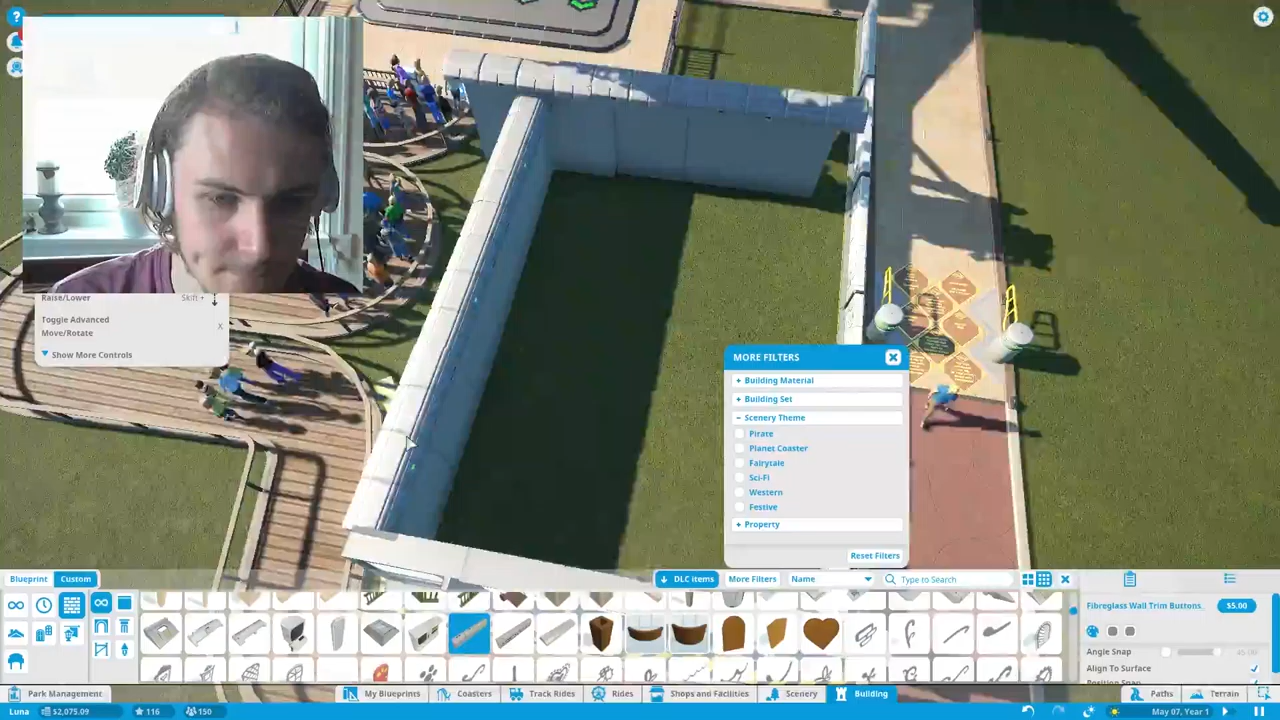 ?
Raise/Lower Shift +
Toggle Advanced
Move/Rotate X
Show More Controls
MORE FILTERS
+ Building Material
+ Building Set
- Scenery Theme
Pirate
Planet Coaster
Fairytale
Sci-Fi
Western
Festive
+ Property
Reset Filters
Blueprint Custom DLC items More Filters Name Type to Search
Fibreglass Wall Trim Buttons $5.00
Angle Snap
Align To Surface
Park Management My Blueprints Coasters Track Rides Rides Shops and Facilities Scenery Building Paths Terrain
Luna $2,075.09 116 150 May 07, Year 1